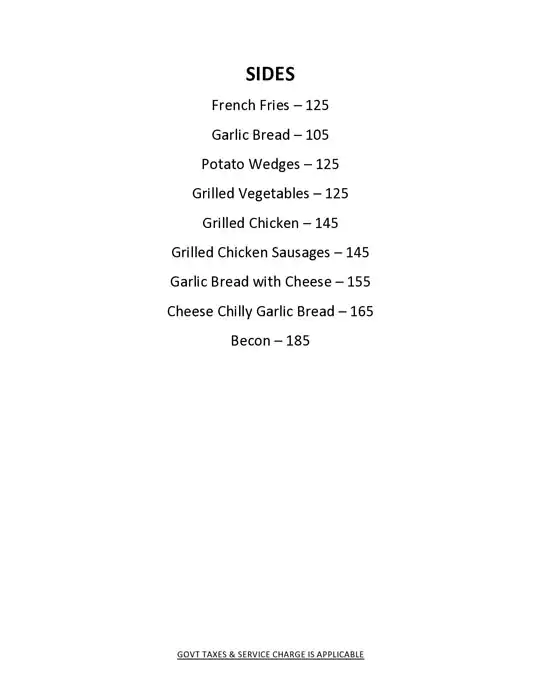 SIDES
French Fries – 125
Garlic Bread – 105
Potato Wedges – 125
Grilled Vegetables – 125
Grilled Chicken – 145
Grilled Chicken Sausages – 145
Garlic Bread with Cheese – 155
Cheese Chilly Garlic Bread – 165
Becon – 185
GOVT TAXES & SERVICE CHARGE IS APPLICABLE